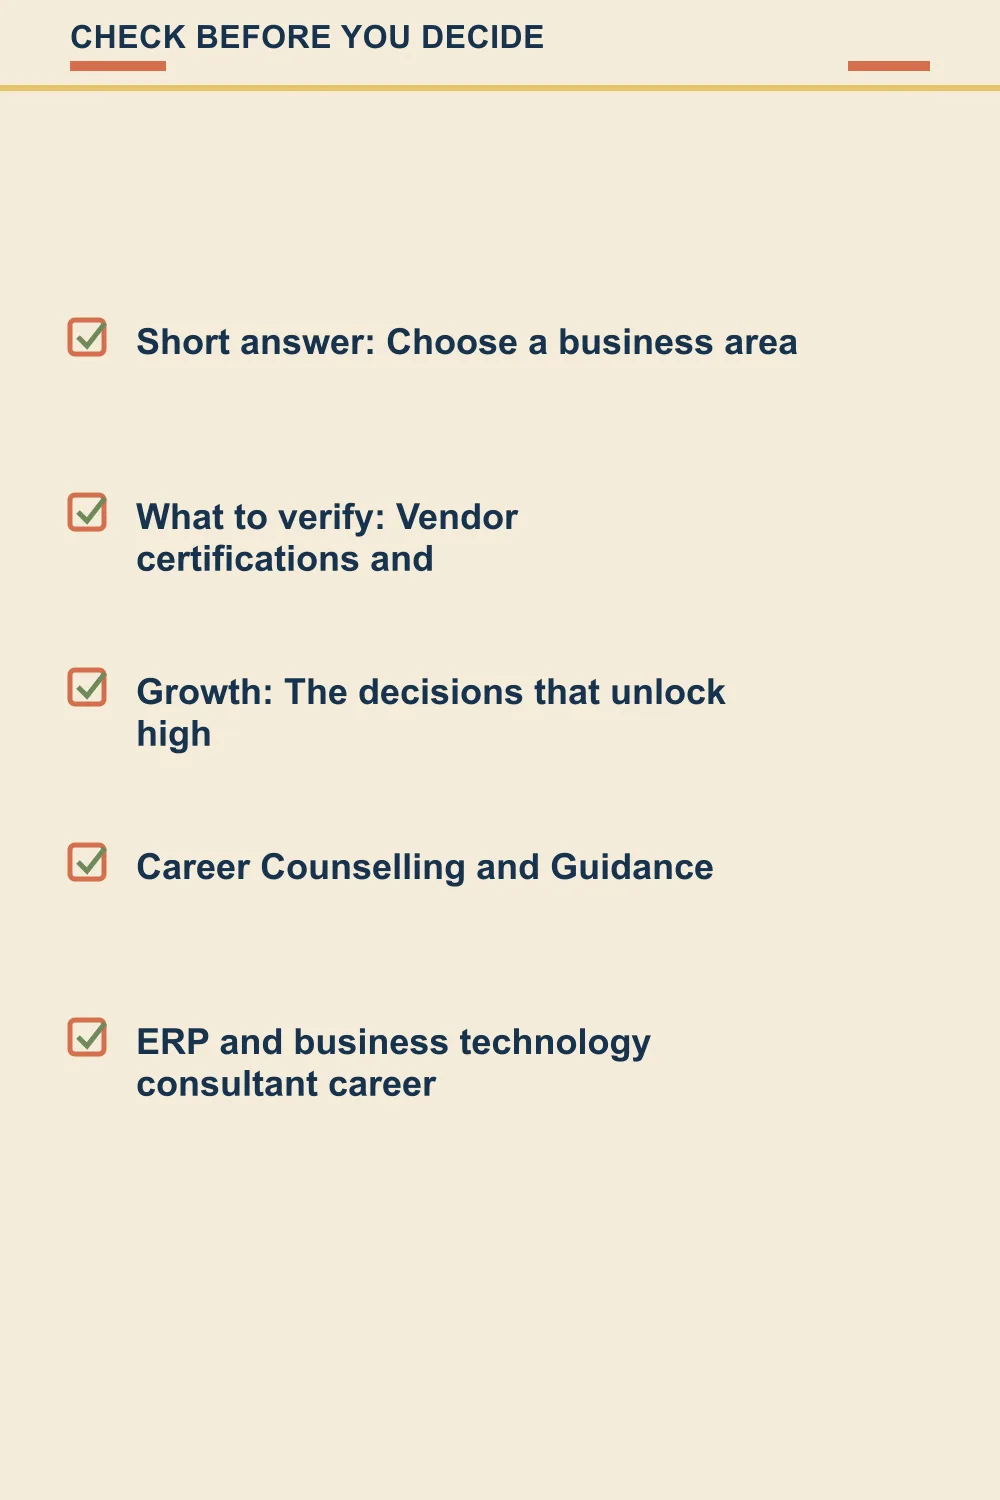 CHECK BEFORE YOU DECIDE
Short answer: Choose a business area
What to verify: Vendor
certifications and
Growth: The decisions that unlock
high
Career Counselling and Guidance
ERP and business technology
consultant career